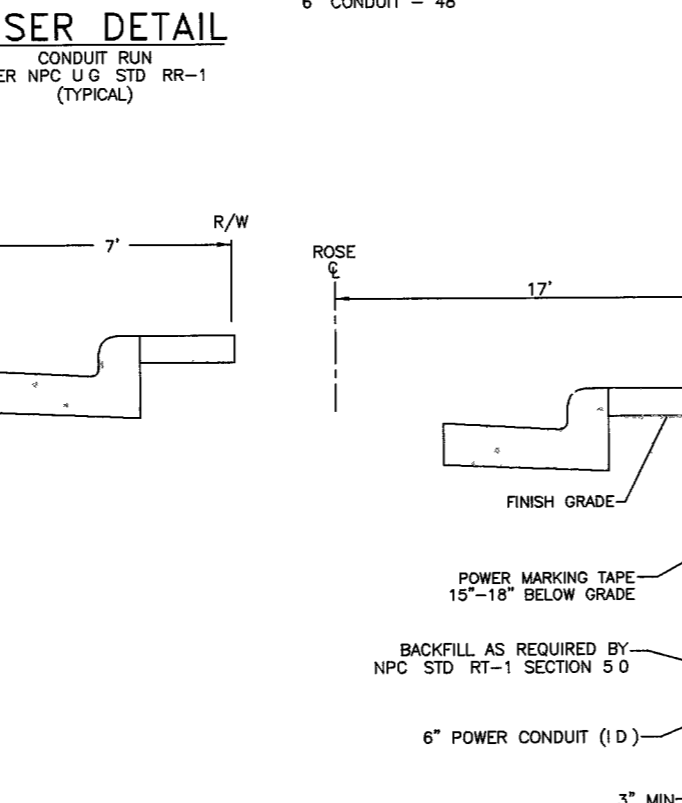 6" CONDUIT - 48"
SER DETAIL
CONDUIT RUN
ER NPC U G STD RR-1
(TYPICAL)
R/W
7'
ROSE
℄
17'
FINISH GRADE
POWER MARKING TAPE
15"-18" BELOW GRADE
BACKFILL AS REQUIRED BY
NPC STD RT-1 SECTION 5 0
6" POWER CONDUIT (I D)
3" MIN